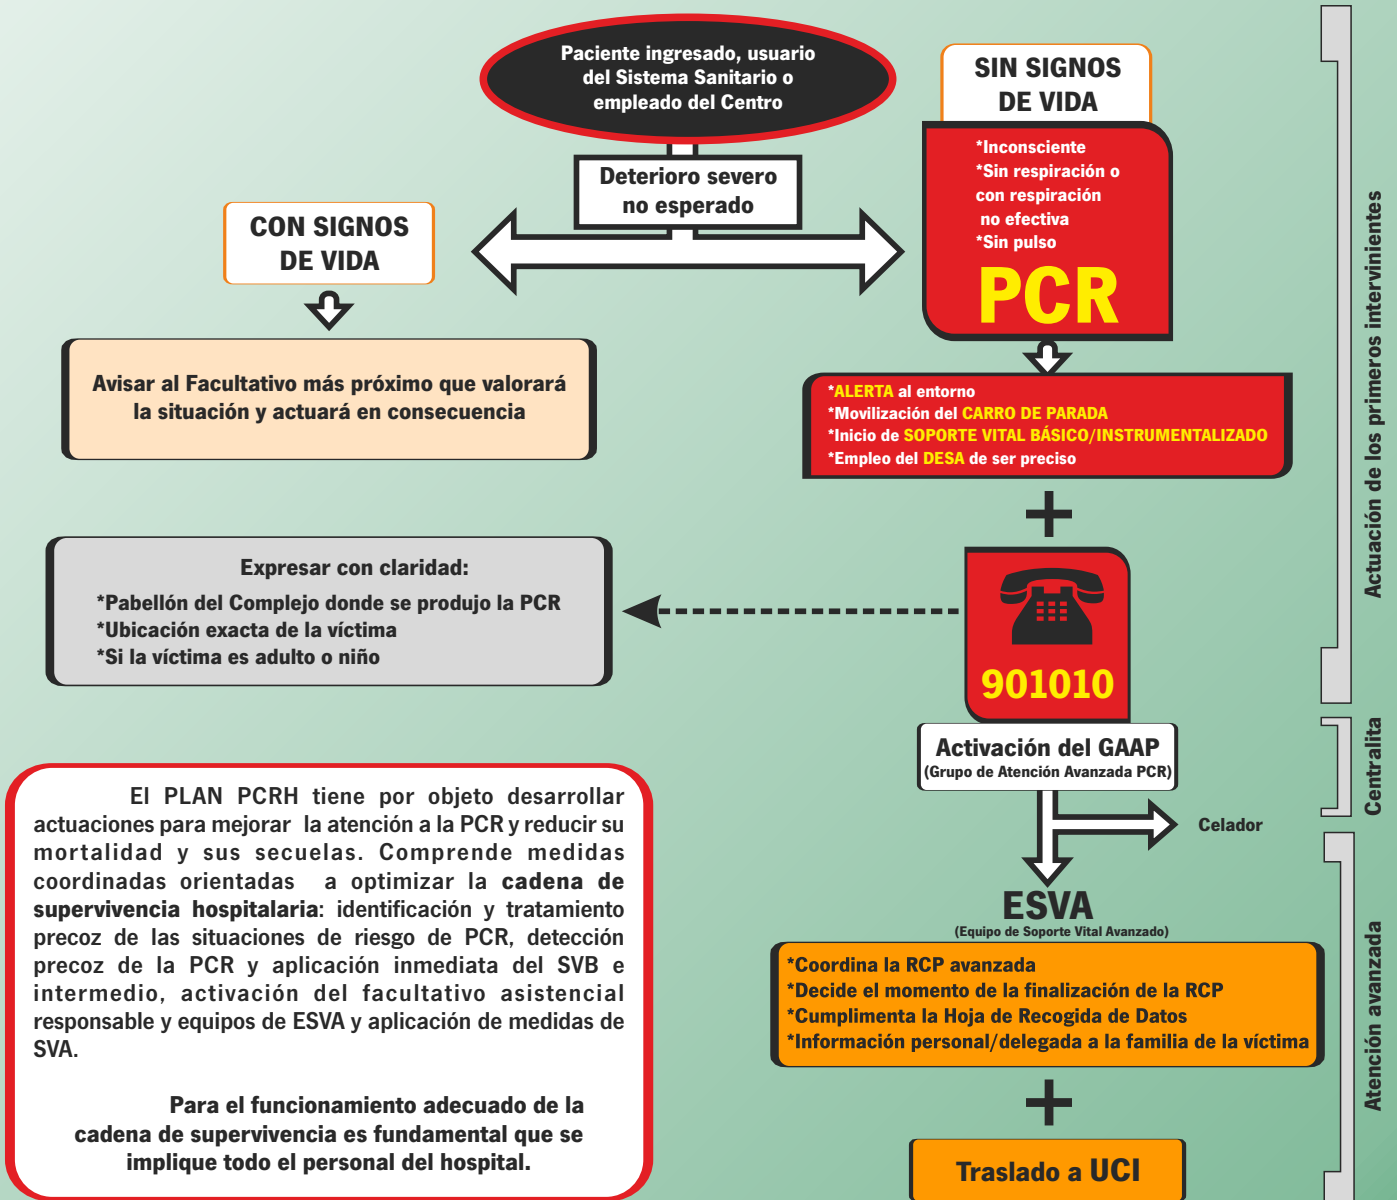 Paciente ingresado, usuario
del Sistema Sanitario o
empleado del Centro
Deterioro severo
no esperado
CON SIGNOS
DE VIDA
Avisar al Facultativo más próximo que valorará
la situación y actuará en consecuencia
SIN SIGNOS
DE VIDA
*Inconsciente
*Sin respiración o
con respiración
no efectiva
*Sin pulso
PCR
*ALERTA al entorno
*Movilización del CARRO DE PARADA
*Inicio de SOPORTE VITAL BÁSICO/INSTRUMENTALIZADO
*Empleo del DESA de ser preciso
+
901010
Expresar con claridad:
*Pabellón del Complejo donde se produjo la PCR
*Ubicación exacta de la víctima
*Si la víctima es adulto o niño
Activación del GAAP
(Grupo de Atención Avanzada PCR)
Celador
ESVA
(Equipo de Soporte Vital Avanzado)
*Coordina la RCP avanzada
*Decide el momento de la finalización de la RCP
*Cumplimenta la Hoja de Recogida de Datos
*Información personal/delegada a la familia de la víctima
+
Traslado a UCI
El PLAN PCRH tiene por objeto desarrollar
actuaciones para mejorar la atención a la PCR y reducir su
mortalidad y sus secuelas. Comprende medidas
coordinadas orientadas a optimizar la cadena de
supervivencia hospitalaria: identificación y tratamiento
precoz de las situaciones de riesgo de PCR, detección
precoz de la PCR y aplicación inmediata del SVB e
intermedio, activación del facultativo asistencial
responsable y equipos de ESVA y aplicación de medidas de
SVA.
Para el funcionamiento adecuado de la
cadena de supervivencia es fundamental que se
implique todo el personal del hospital.
Actuación de los primeros intervinientes
Centralita
Atención avanzada